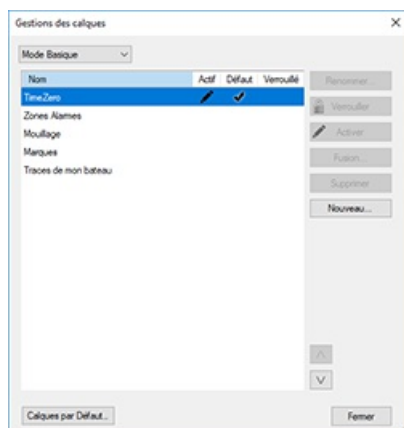 Gestions des calques
Mode Basique
Nom Actif Défaut Verrouillé
TimeZero
Zones Alarmes
Mouillage
Marques
Traces de mon bateau
Renommer...
Verrouiller
Activer
Fusion...
Supprimer
Nouveau...
Calques par Défaut...
Fermer